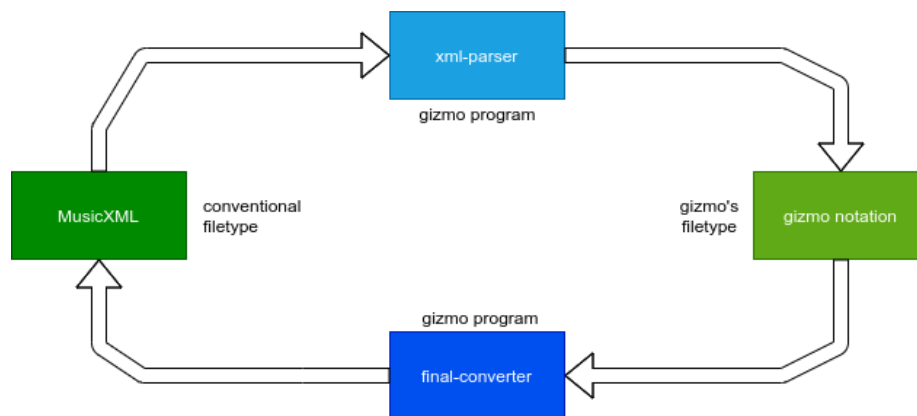 xml-parser
gizmo program
MusicXML
conventional
filetype
gizmo's
filetype
gizmo notation
gizmo program
final-converter